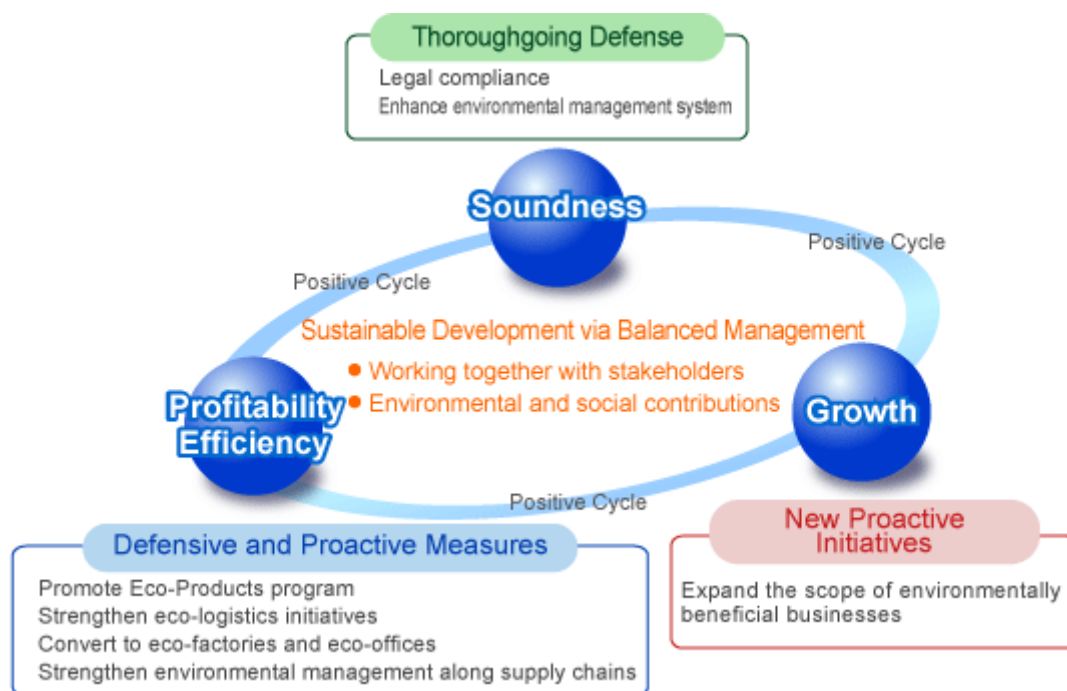 Thoroughgoing Defense
Legal compliance
Enhance environmental management system
Soundness
Positive Cycle
Positive Cycle
Sustainable Development via Balanced Management
Working together with stakeholders
Environmental and social contributions
Profitability
Efficiency
Growth
Positive Cycle
Defensive and Proactive Measures
Promote Eco-Products program
Strengthen eco-logistics initiatives
Convert to eco-factories and eco-offices
Strengthen environmental management along supply chains
New Proactive
Initiatives
Expand the scope of environmentally
beneficial businesses